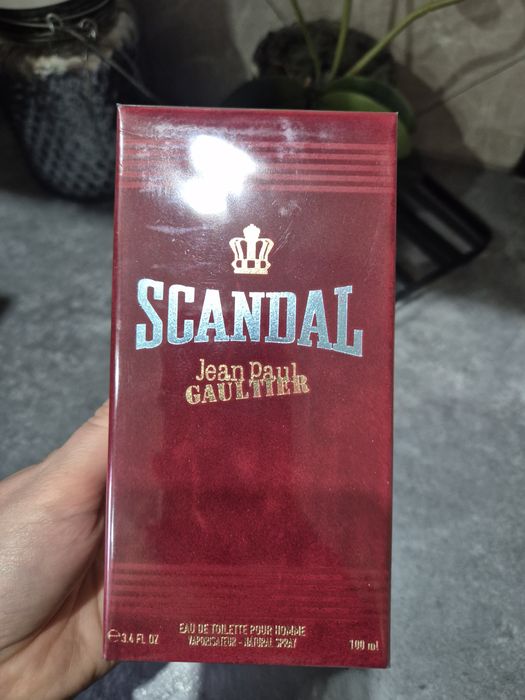 SCANDAL
Jean Paul
GAULTIER
EAU DE TOILETTE POUR HOMME
℮ 3.4 FL OZ VAPORISATEUR - NATURAL SPRAY 100 ml